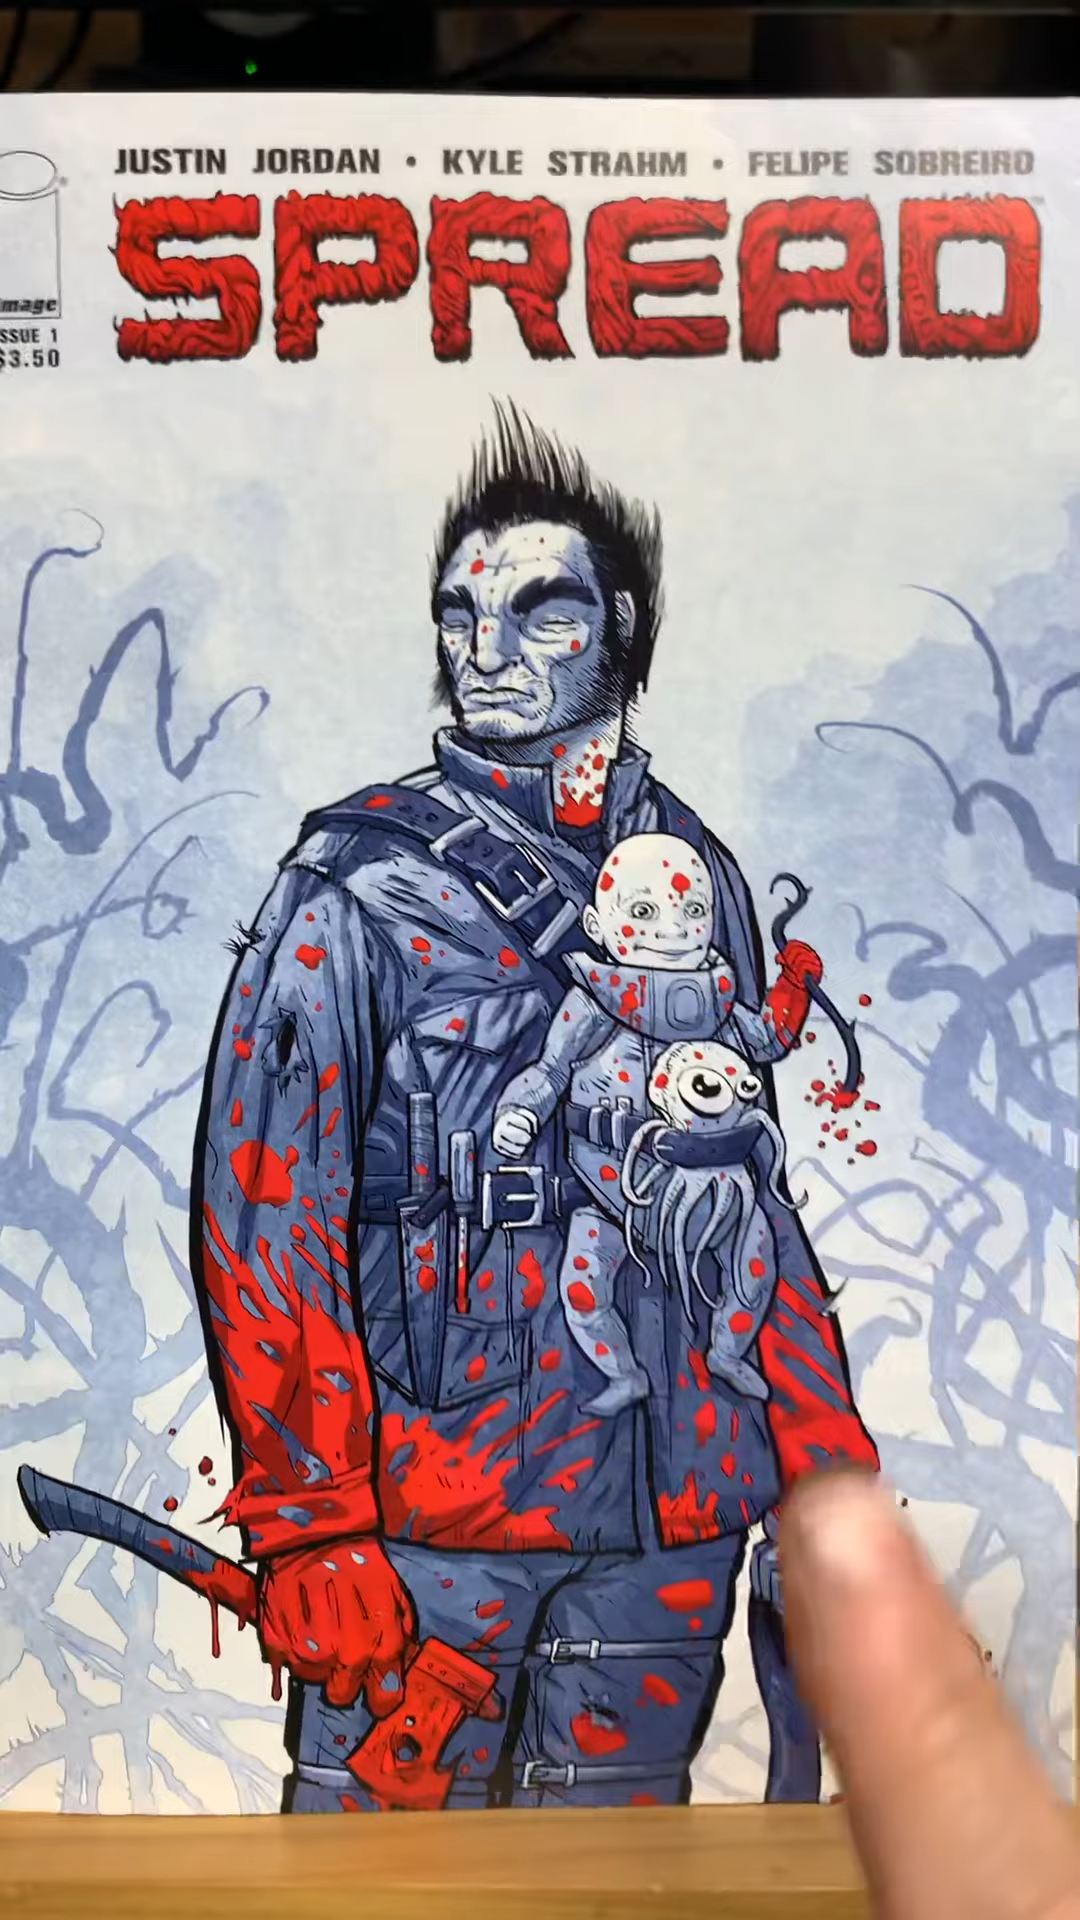 JUSTIN JORDAN • KYLE STRAHM • FELIPE SOBREIRO
SPREAD
image
ISSUE 1
$3.50